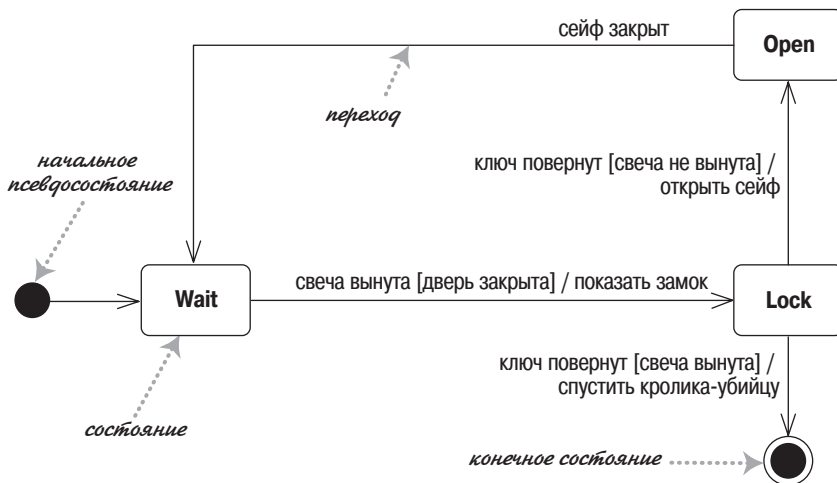 сейф закрыт
Open
переход
начальное
псевдосостояние
ключ повернут [свеча не вынута] /
открыть сейф
Wait
свеча вынута [дверь закрыта] / показать замок
Lock
ключ повернут [свеча вынута] /
спустить кролика-убийцу
состояние
конечное состояние